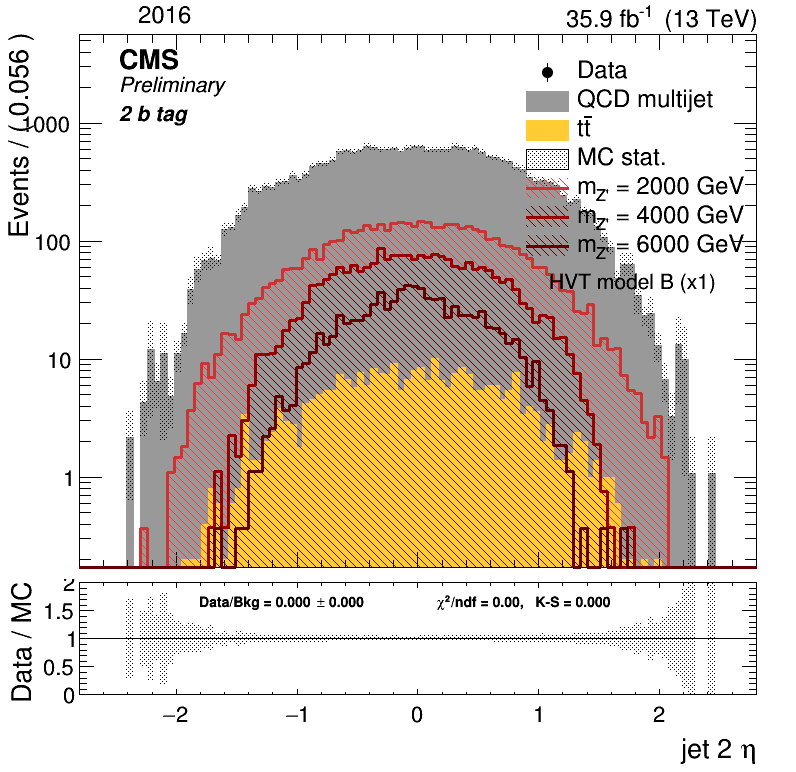 2016 35.9 fb⁻¹ (13 TeV)
CMS
Preliminary
2 b tag
Data
QCD multijet
tt̄
MC stat.
m_Z' = 2000 GeV
m_Z' = 4000 GeV
m_Z' = 6000 GeV
HVT model B (x1)
Events / ( 0.056 )
1000
100
10
1
Data/Bkg = 0.000 ± 0.000 χ²/ndf = 0.00, K-S = 0.000
Data / MC
2
1.5
1
0.5
0
−2 −1 0 1 2
jet 2 η